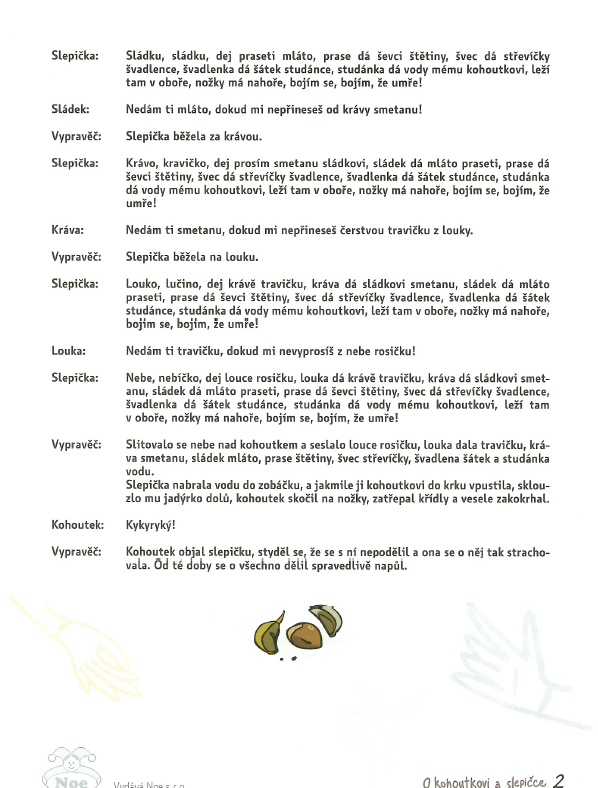 Slepička: Sládku, sládku, dej praseti mláto, prase dá ševci štětiny, švec dá střevíčky
švadlence, švadlenka dá šátek studánce, studánka dá vody mému kohoutkovi, leží
tam v oboře, nožky má nahoře, bojím se, bojím, že umře!
Sládek: Nedám ti mláto, dokud mi nepřineseš od krávy smetanu!
Vypravěč: Slepička běžela za krávou.
Slepička: Krávo, kravičko, dej prosím smetanu sládkovi, sládek dá mláto praseti, prase dá
ševci štětiny, švec dá střevíčky švadlence, švadlenka dá šátek studánce, studánka
dá vody mému kohoutkovi, leží tam v oboře, nožky má nahoře, bojím se, bojím, že
umře!
Kráva: Nedám ti smetanu, dokud mi nepřineseš čerstvou travičku z louky.
Vypravěč: Slepička běžela na louku.
Slepička: Louko, lučino, dej krávě travičku, kráva dá sládkovi smetanu, sládek dá mláto
praseti, prase dá ševci štětiny, švec dá střevíčky švadlence, švadlenka dá šátek
studánce, studánka dá vody mému kohoutkovi, leží tam v oboře, nožky má nahoře,
bojím se, bojím, že umře!
Louka: Nedám ti travičku, dokud mi nevyprosíš z nebe rosičku!
Slepička: Nebe, nebíčko, dej louce rosičku, louka dá krávě travičku, kráva dá sládkovi smet-
anu, sládek dá mláto praseti, prase dá ševci štětiny, švec dá střevíčky švadlence,
švadlenka dá šátek studánce, studánka dá vody mému kohoutkovi, leží tam
v oboře, nožky má nahoře, bojím se, bojím, že umře!
Vypravěč: Slitovalo se nebe nad kohoutkem a seslalo louce rosičku, louka dala travičku, krá-
va smetanu, sládek mláto, prase štětiny, švec střevíčky, švadlena šátek a studánka
vodu.
Slepička nabrala vodu do zobáčku, a jakmile ji kohoutkovi do krku vpustila, sklou-
zlo mu jadýrko dolů, kohoutek skočil na nožky, zatřepal křídly a vesele zakokrhal.
Kohoutek: Kykyryký!
Vypravěč: Kohoutek objal slepičku, styděl se, že se s ní nepodělil a ona se o něj tak stracho-
vala. Od té doby se o všechno dělil spravedlivě napůl.
Noe
Vydává Noe s.r.o.
O kohoutkovi a slepičce 2